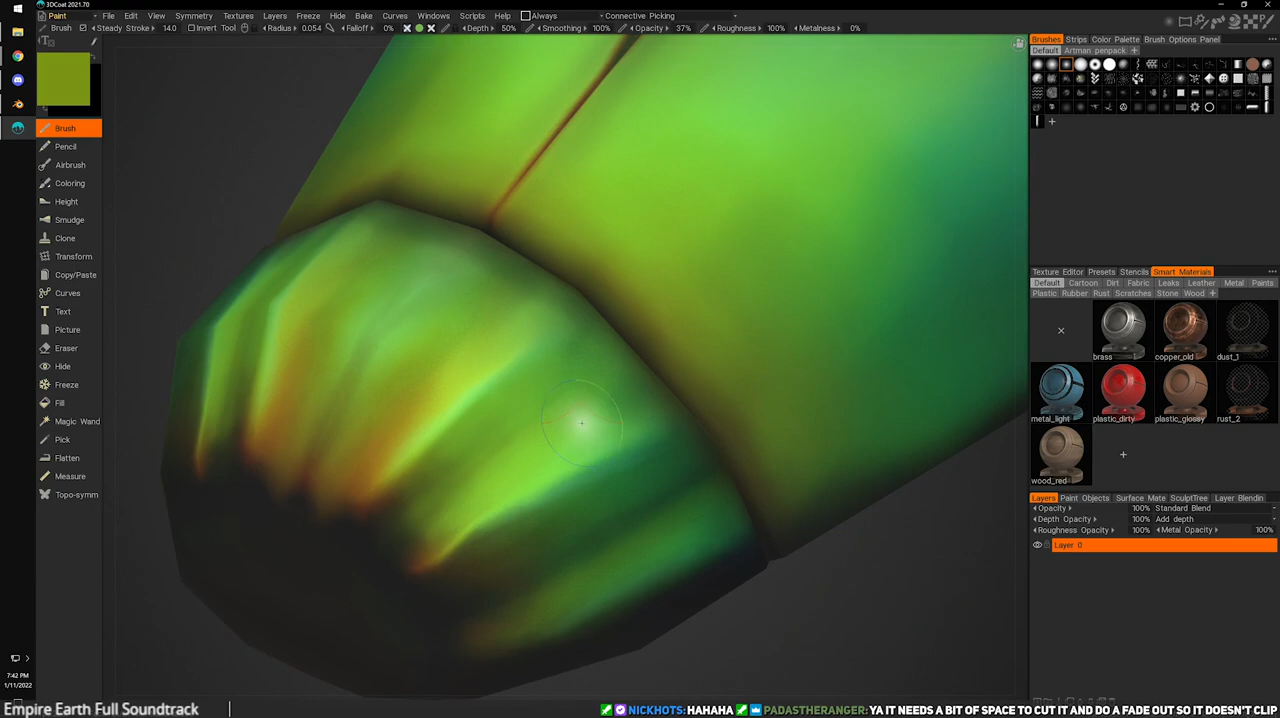 3DCoat 2021.70
Paint File Edit View Symmetry Textures Layers Freeze Hide Bake Curves Windows Scripts Help Always Connective Picking
Brush Steady Stroke 14.0 Invert Tool Radius 0.054 Falloff 0% Depth 50% Smoothing 100% Opacity 37% Roughness 100% Metalness 0%
Brushes Strips Color Palette Brush Options Panel
Default Artman penpack +
Brush
Pencil
Airbrush
Coloring
Height
Smudge
Clone
Transform
Copy/Paste
Curves
Text
Picture
Eraser
Hide
Freeze
Fill
Magic Wand
Pick
Flatten
Measure
Topo-symm
Texture Editor Presets Stencils Smart Materials
Default Cartoon Dirt Fabric Leaks Leather Metal Paints
Plastic Rubber Rust Scratches Stone Wood +
brass copper_old dust_1
metal_light plastic_dirty plastic_glossy rust_2
wood_red
Layers Paint Objects Surface Mate SculptTree Layer Blendin
Opacity 100% Standard Blend
Depth Opacity 100% Add depth
Roughness Opacity 100% Metal Opacity 100%
Layer 0
7:42 PM
1/11/2022
Empire Earth Full Soundtrack
NICKHOTS: HAHAHA PADASTHERANGER: YA IT NEEDS A BIT OF SPACE TO CUT IT AND DO A FADE OUT SO IT DOESN'T CLIP